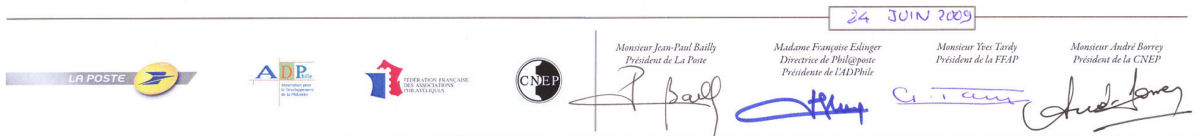 24 JUIN 2009
LA POSTE
ADPhile
Association pour
le Développement
de la Philatélie
FÉDÉRATION FRANÇAISE
DES ASSOCIATIONS
PHILATÉLIQUES
CNEP
Monsieur Jean-Paul Bailly
Président de La Poste
Bailly
Madame Françoise Eslinger
Directrice de Phil@poste
Présidente de l'ADPhile
Monsieur Yves Tardy
Président de la FFAP
Monsieur André Borrey
Président de la CNEP